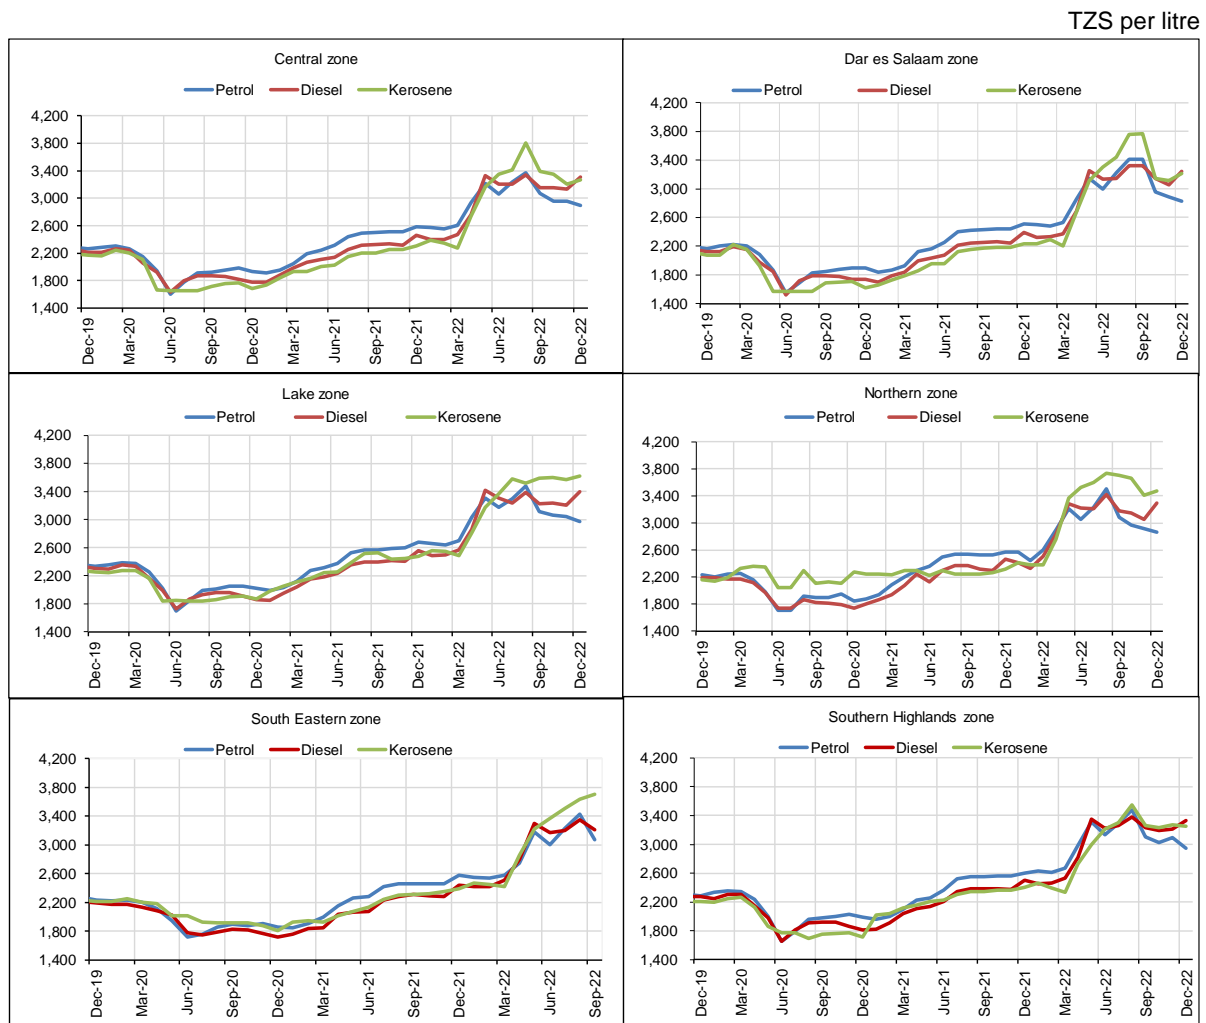 TZS per litre
Central zone
Petrol Diesel Kerosene
4,200
3,800
3,400
3,000
2,600
2,200
1,800
1,400
Dec-19 Mar-20 Jun-20 Sep-20 Dec-20 Mar-21 Jun-21 Sep-21 Dec-21 Mar-22 Jun-22 Sep-22 Dec-22
Dar es Salaam zone
Petrol Diesel Kerosene
4,200
3,800
3,400
3,000
2,600
2,200
1,800
1,400
Dec-19 Mar-20 Jun-20 Sep-20 Dec-20 Mar-21 Jun-21 Sep-21 Dec-21 Mar-22 Jun-22 Sep-22 Dec-22
Lake zone
Petrol Diesel Kerosene
4,200
3,800
3,400
3,000
2,600
2,200
1,800
1,400
Dec-19 Mar-20 Jun-20 Sep-20 Dec-20 Mar-21 Jun-21 Sep-21 Dec-21 Mar-22 Jun-22 Sep-22 Dec-22
Northern zone
Petrol Diesel Kerosene
4,200
3,800
3,400
3,000
2,600
2,200
1,800
1,400
Dec-19 Mar-20 Jun-20 Sep-20 Dec-20 Mar-21 Jun-21 Sep-21 Dec-21 Mar-22 Jun-22 Sep-22 Dec-22
South Eastern zone
Petrol Diesel Kerosene
4,200
3,800
3,400
3,000
2,600
2,200
1,800
1,400
Dec-19 Mar-20 Jun-20 Sep-20 Dec-20 Mar-21 Jun-21 Sep-21 Dec-21 Mar-22 Jun-22 Sep-22
Southern Highlands zone
Petrol Diesel Kerosene
4,200
3,800
3,400
3,000
2,600
2,200
1,800
1,400
Dec-19 Mar-20 Jun-20 Sep-20 Dec-20 Mar-21 Jun-21 Sep-21 Dec-21 Mar-22 Jun-22 Sep-22 Dec-22